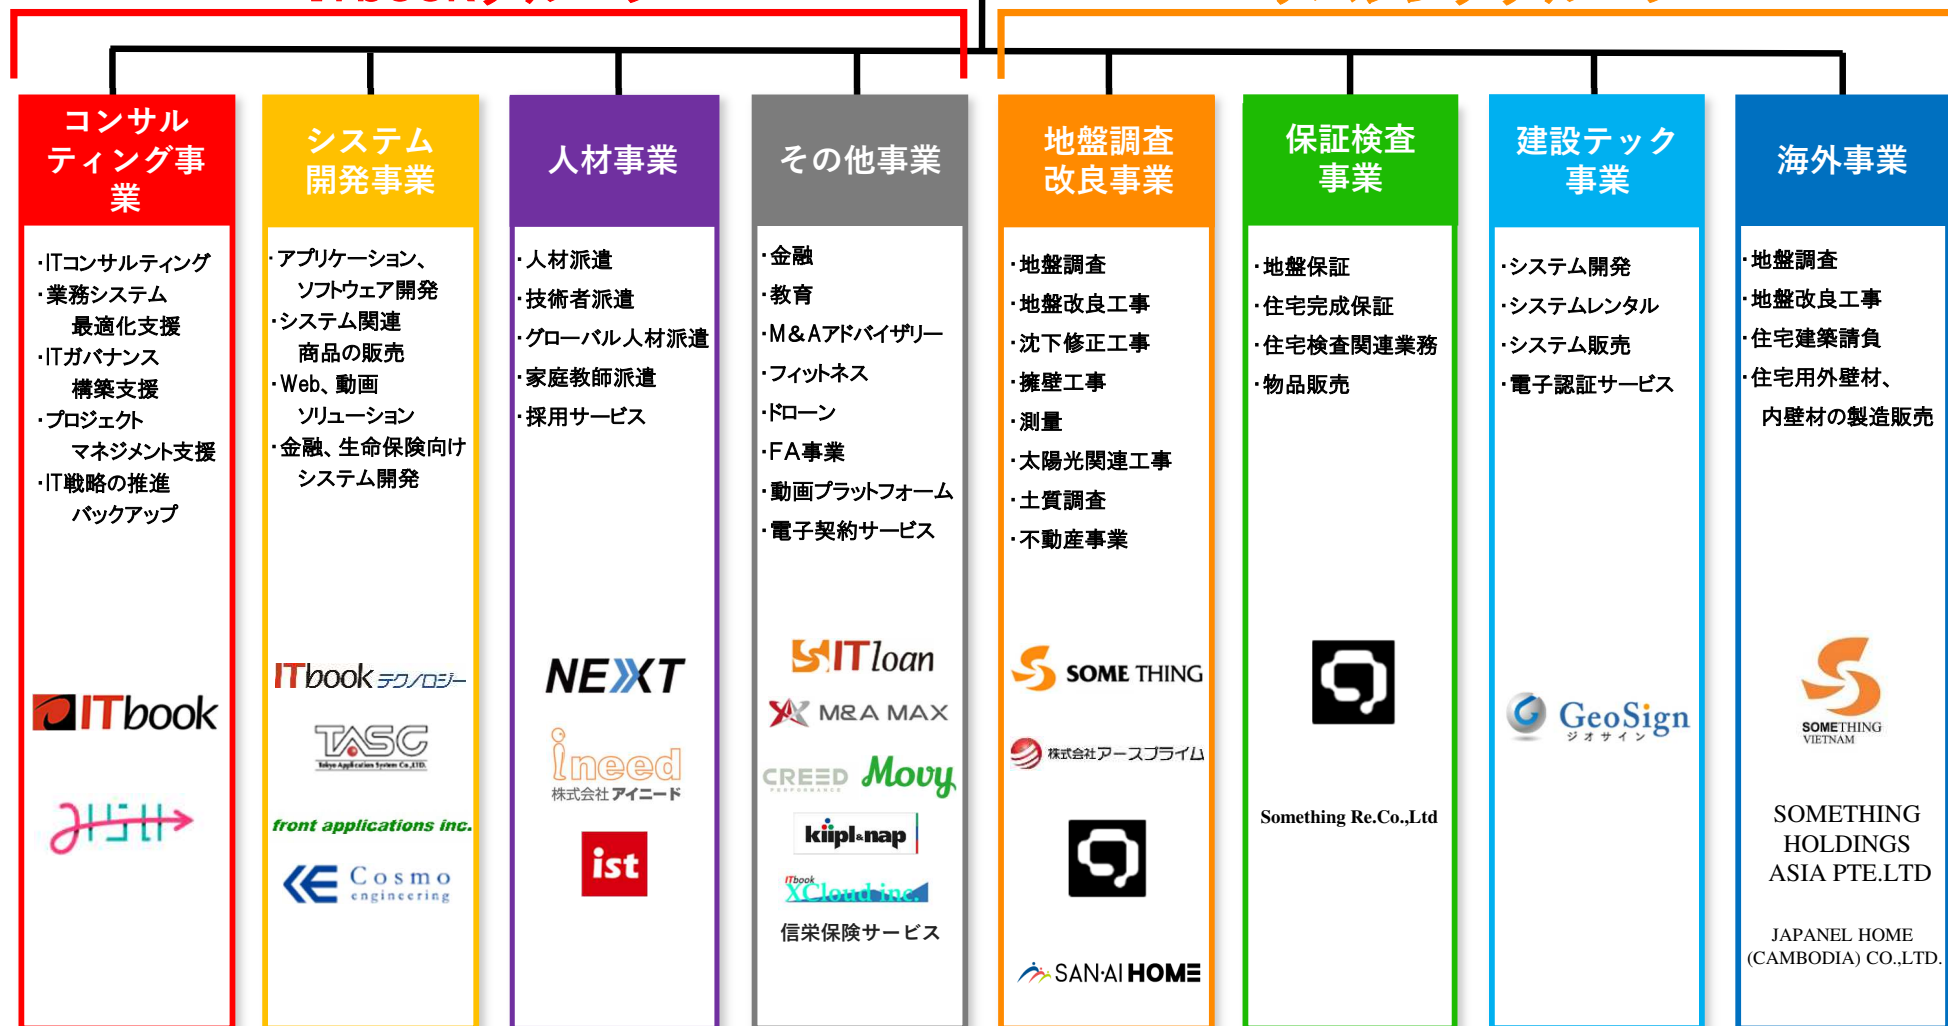 コンサル
ティング事
業
・ITコンサルティング
・業務システム
最適化支援
・ITガバナンス
構築支援
・プロジェクト
マネジメント支援
・IT戦略の推進
バックアップ
ITbook
システム
開発事業
・アプリケーション、
ソフトウェア開発
・システム関連
商品の販売
・Web、動画
ソリューション
・金融、生命保険向け
システム開発
ITbook テクノロジー
TASC
Tokyo Application System Co.,LTD.
front applications inc.
Cosmo
engineering
人材事業
・人材派遣
・技術者派遣
・グローバル人材派遣
・家庭教師派遣
・採用サービス
NEXT
ineed
株式会社アイニード
ist
その他事業
・金融
・教育
・M&Aアドバイザリー
・フィットネス
・ドローン
・FA事業
・動画プラットフォーム
・電子契約サービス
ITloan
M&A MAX
CREED Movy
PERFORMANCE
kiipl&nap
ITbook
XCloud inc.
信栄保険サービス
地盤調査
改良事業
・地盤調査
・地盤改良工事
・沈下修正工事
・擁壁工事
・測量
・太陽光関連工事
・土質調査
・不動産事業
SOME THING
株式会社アースプライム
SAN·AI HOME
保証検査
事業
・地盤保証
・住宅完成保証
・住宅検査関連業務
・物品販売
Something Re.Co.,Ltd
建設テック
事業
・システム開発
・システムレンタル
・システム販売
・電子認証サービス
GeoSign
ジオサイン
海外事業
・地盤調査
・地盤改良工事
・住宅建築請負
・住宅用外壁材、
内壁材の製造販売
SOMETHING
VIETNAM
SOMETHING
HOLDINGS
ASIA PTE.LTD
JAPANEL HOME
(CAMBODIA) CO.,LTD.